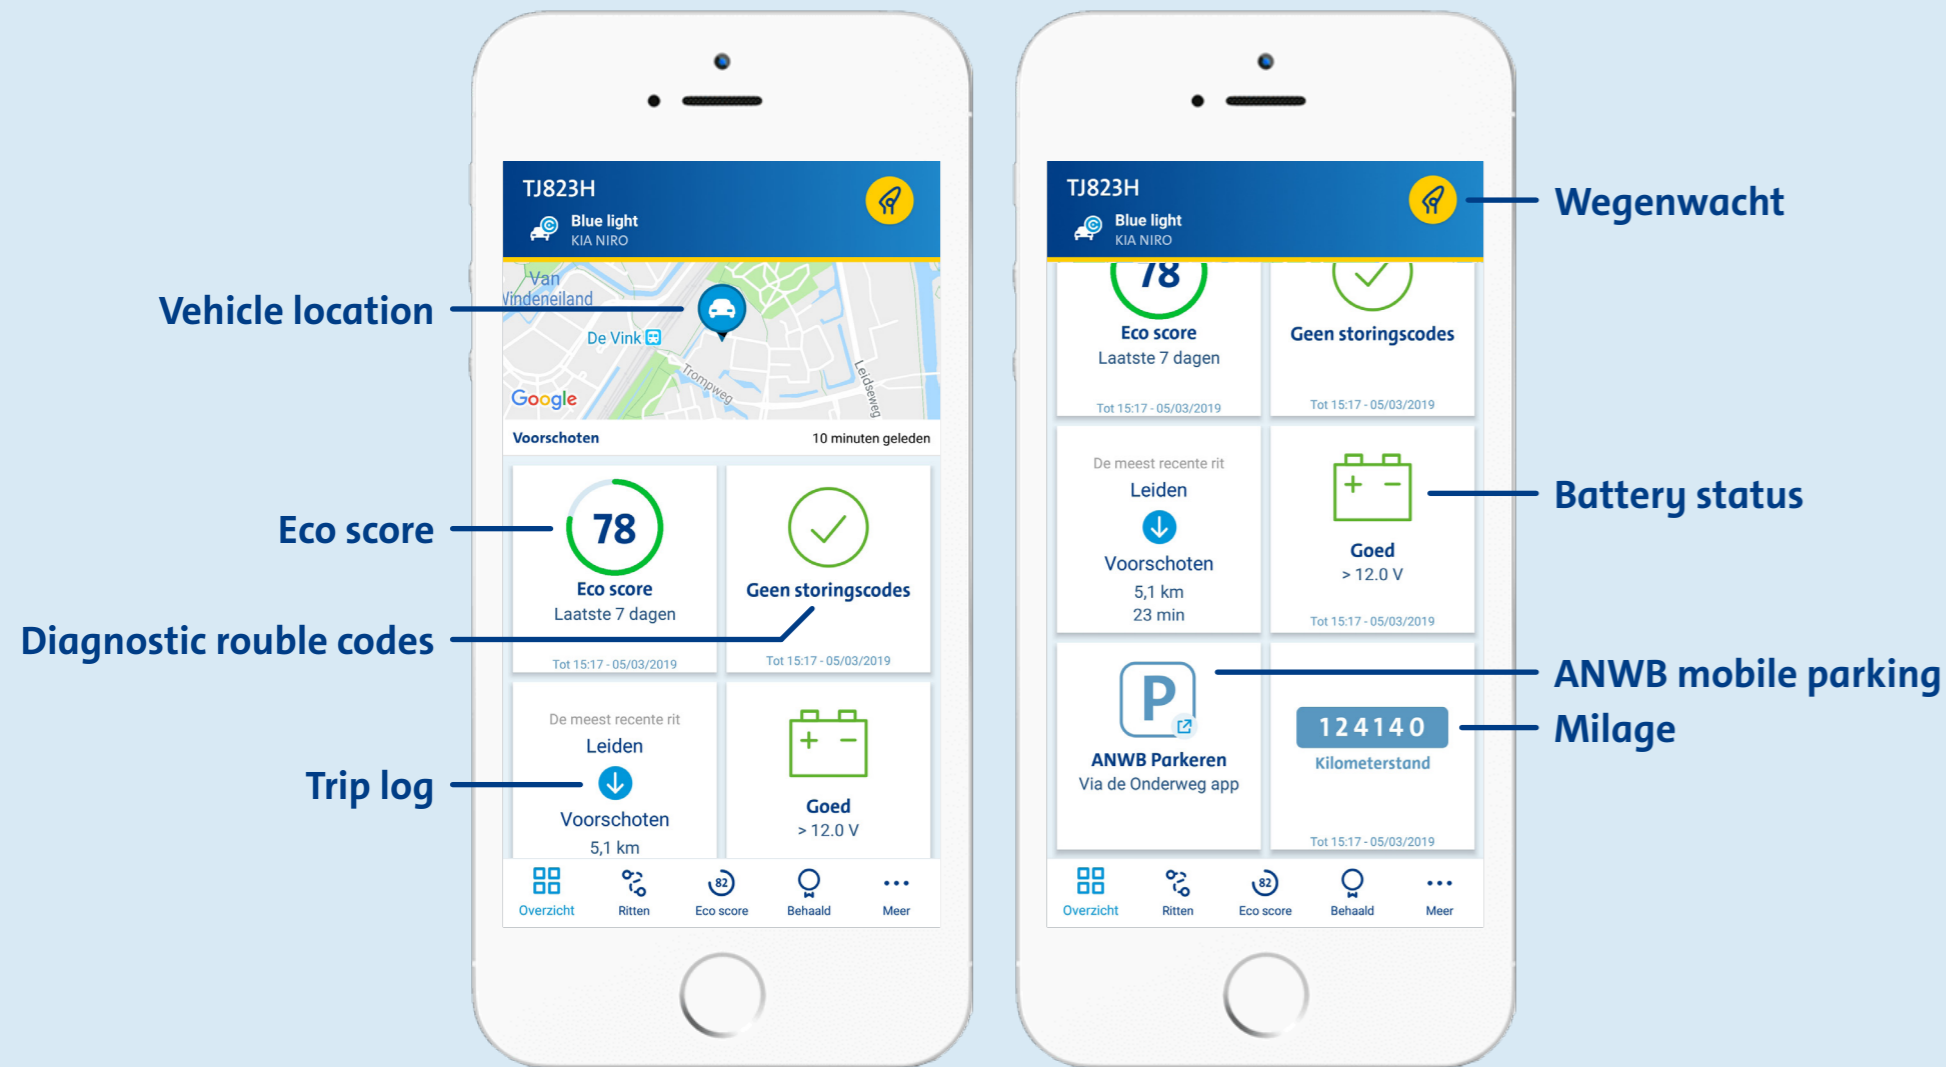 TJ823H
Blue light
KIA NIRO
Van
Vindeneiland
De Vink
Trompweg
Leidseweg
Google
Voorschoten 10 minuten geleden
78
Eco score
Laatste 7 dagen
Tot 15:17 - 05/03/2019
Geen storingscodes
Tot 15:17 - 05/03/2019
De meest recente rit
Leiden
Voorschoten
5,1 km
+ -
Goed
> 12.0 V
Overzicht Ritten 82 Eco score Behaald Meer
Vehicle location
Eco score
Diagnostic rouble codes
Trip log
TJ823H
Blue light
KIA NIRO
78
Eco score
Laatste 7 dagen
Tot 15:17 - 05/03/2019
Geen storingscodes
Tot 15:17 - 05/03/2019
De meest recente rit
Leiden
Voorschoten
5,1 km
23 min
+ -
Goed
> 12.0 V
Tot 15:17 - 05/03/2019
P
ANWB Parkeren
Via de Onderweg app
124140
Kilometerstand
Tot 15:17 - 05/03/2019
Overzicht Ritten 82 Eco score Behaald Meer
Wegenwacht
Battery status
ANWB mobile parking
Milage